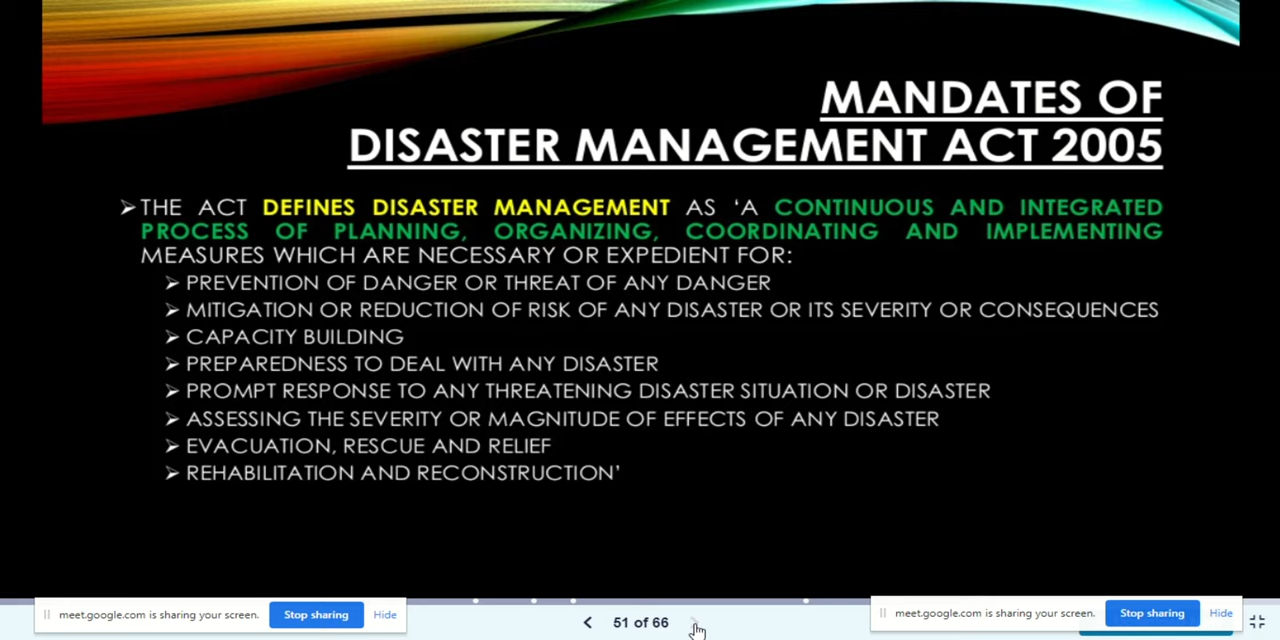 MANDATES OF
DISASTER MANAGEMENT ACT 2005
➢THE ACT DEFINES DISASTER MANAGEMENT AS ‘A CONTINUOUS AND INTEGRATED
PROCESS OF PLANNING, ORGANIZING, COORDINATING AND IMPLEMENTING
MEASURES WHICH ARE NECESSARY OR EXPEDIENT FOR:
➢ PREVENTION OF DANGER OR THREAT OF ANY DANGER
➢ MITIGATION OR REDUCTION OF RISK OF ANY DISASTER OR ITS SEVERITY OR CONSEQUENCES
➢ CAPACITY BUILDING
➢ PREPAREDNESS TO DEAL WITH ANY DISASTER
➢ PROMPT RESPONSE TO ANY THREATENING DISASTER SITUATION OR DISASTER
➢ ASSESSING THE SEVERITY OR MAGNITUDE OF EFFECTS OF ANY DISASTER
➢ EVACUATION, RESCUE AND RELIEF
➢ REHABILITATION AND RECONSTRUCTION’
meet.google.com is sharing your screen. Stop sharing Hide
51 of 66
meet.google.com is sharing your screen. Stop sharing Hide